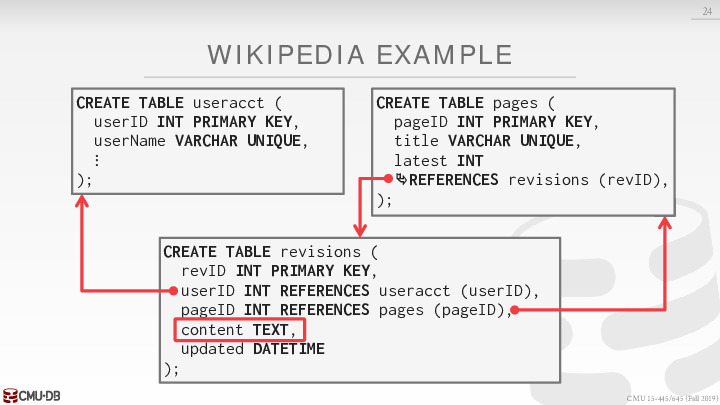 24
WIKIPEDIA EXAMPLE
CREATE TABLE useracct (
userID INT PRIMARY KEY,
userName VARCHAR UNIQUE,
⋮
);
CREATE TABLE pages (
pageID INT PRIMARY KEY,
title VARCHAR UNIQUE,
latest INT
⤷REFERENCES revisions (revID),
);
CREATE TABLE revisions (
revID INT PRIMARY KEY,
userID INT REFERENCES useracct (userID),
pageID INT REFERENCES pages (pageID),
content TEXT,
updated DATETIME
);
CMU·DB
CMU 15-445/645 (Fall 2019)